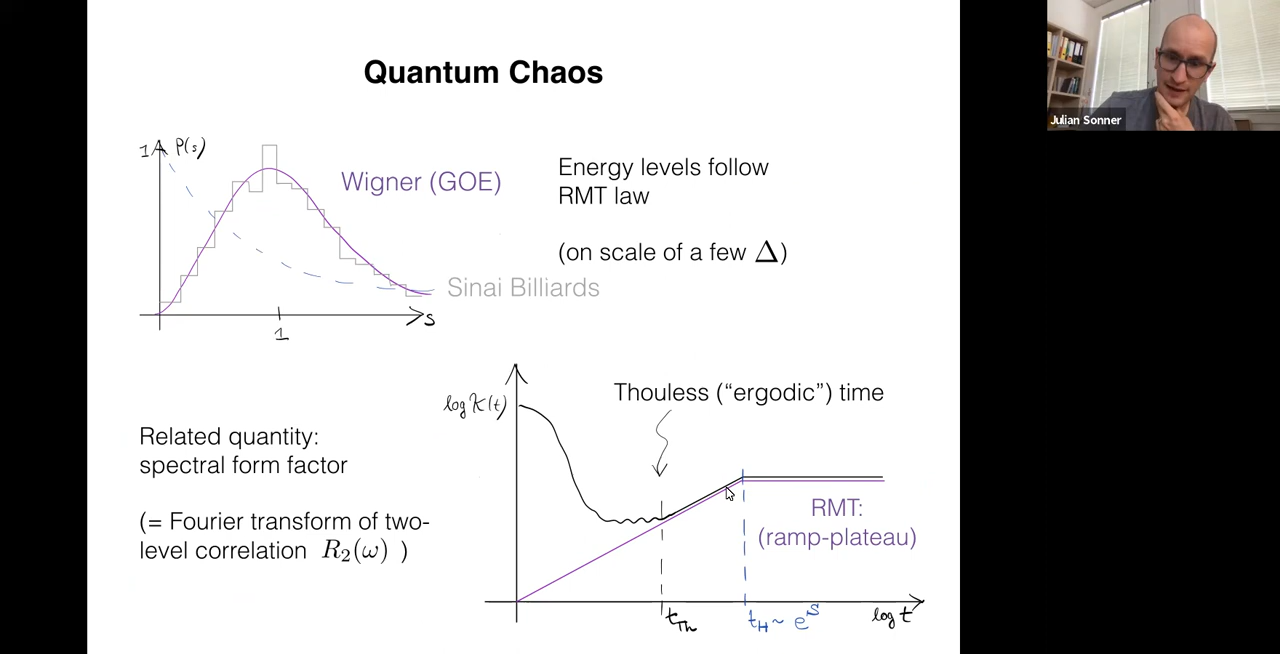 Quantum Chaos
Julian Sonner
1 P(s)
Wigner (GOE)
Energy levels follow
RMT law
(on scale of a few Δ)
Sinai Billiards
s
1
Thouless (“ergodic”) time
log K(t)
Related quantity:
spectral form factor
(= Fourier transform of two-
level correlation R₂(ω) )
RMT:
(ramp-plateau)
t_Th
t_H ~ e^S
log t